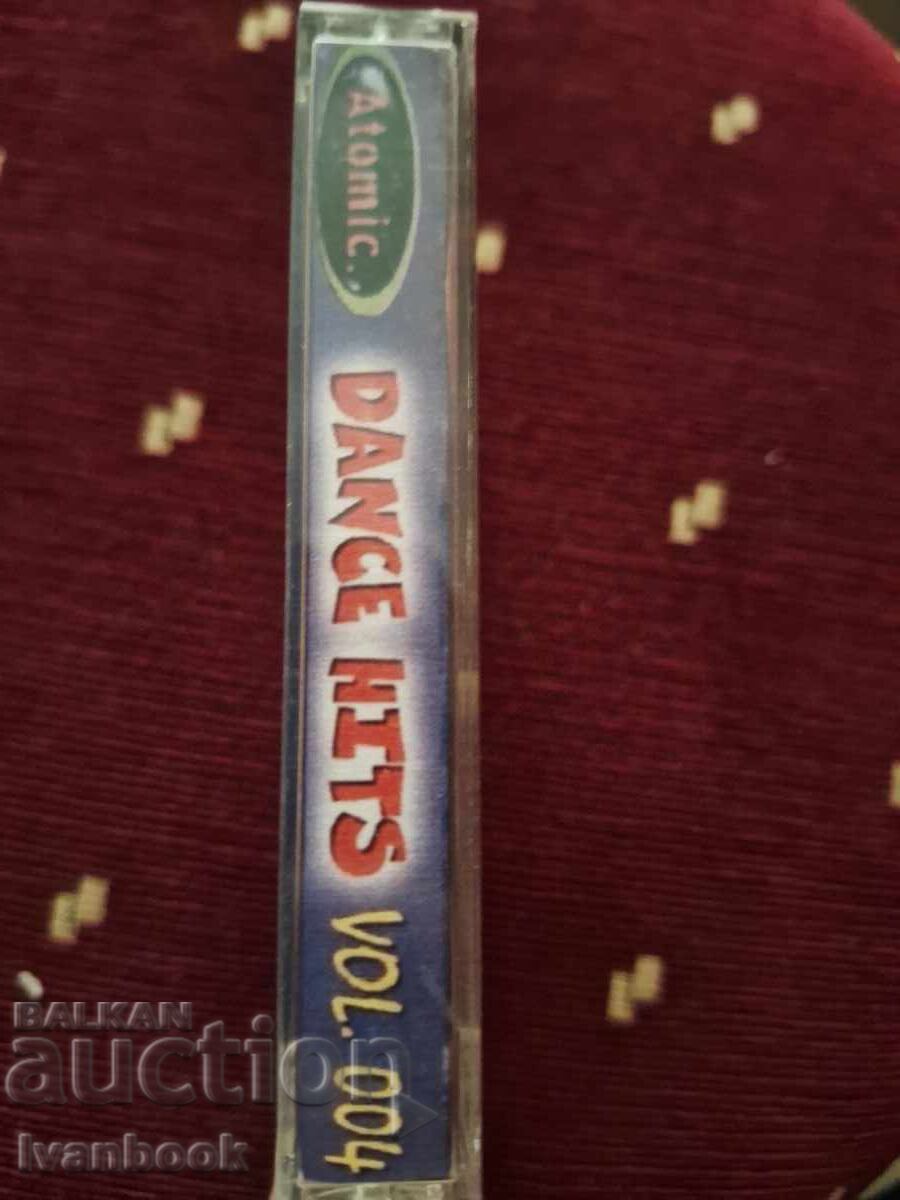 Atomic..
DANCE HITS VOL. 004
BALKAN
auction
Ivanbook